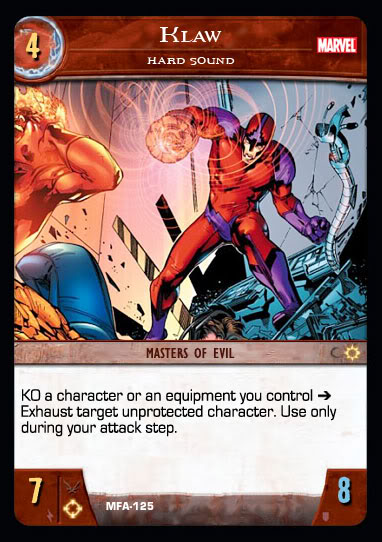 4
Klaw
HARD SOUND
MARVEL
MASTERS OF EVIL
C
KO a character or an equipment you control ➔
Exhaust target unprotected character. Use only
during your attack step.
7
MFA-125
8